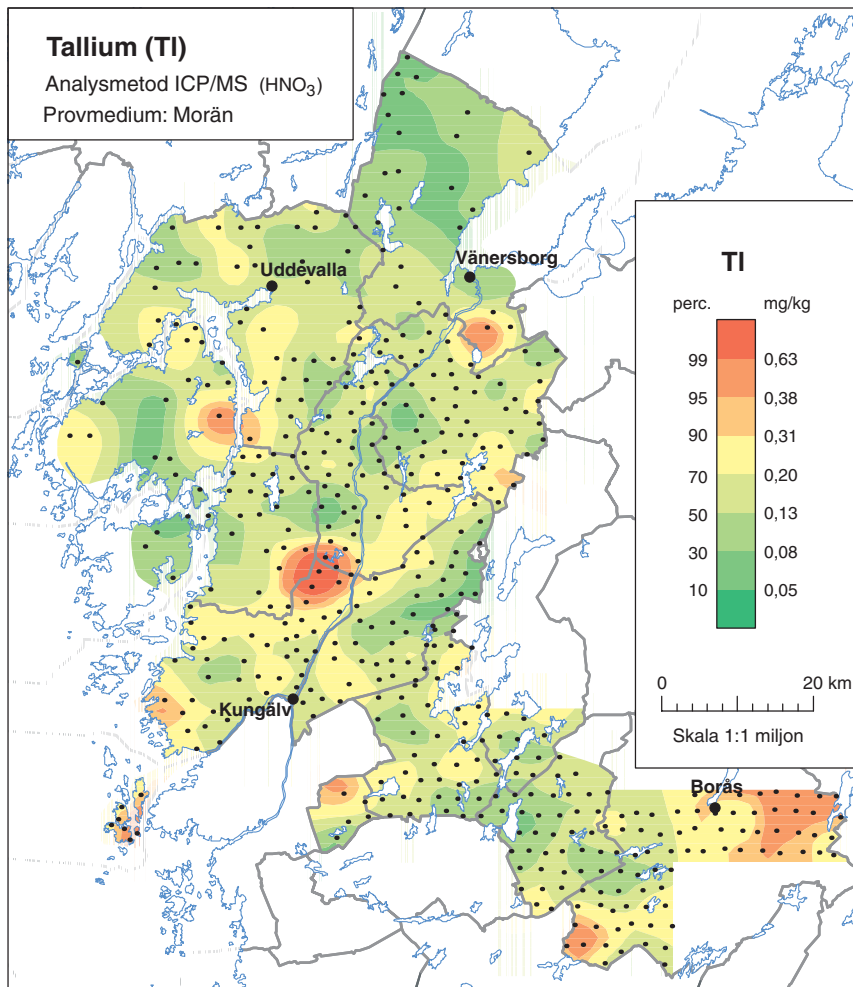 Tallium (Tl)
Analysmetod ICP/MS (HNO₃)
Provmedium: Morän
Vänersborg
Uddevalla
Tl
perc. mg/kg
99 0,63
95 0,38
90 0,31
70 0,20
50 0,13
30 0,08
10 0,05
0 20 km
Skala 1:1 miljon
Kungälv
Borås